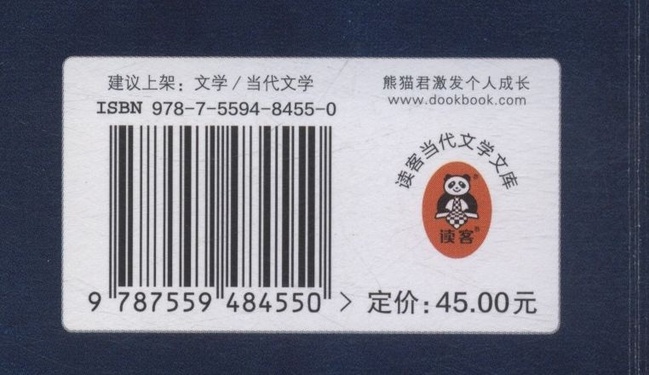 建议上架：文学 / 当代文学
ISBN 978-7-5594-8455-0
9 787559 484550 >
熊猫君激发个人成长
www.dookbook.com
读客当代文学文库
读客®
定价：45.00元